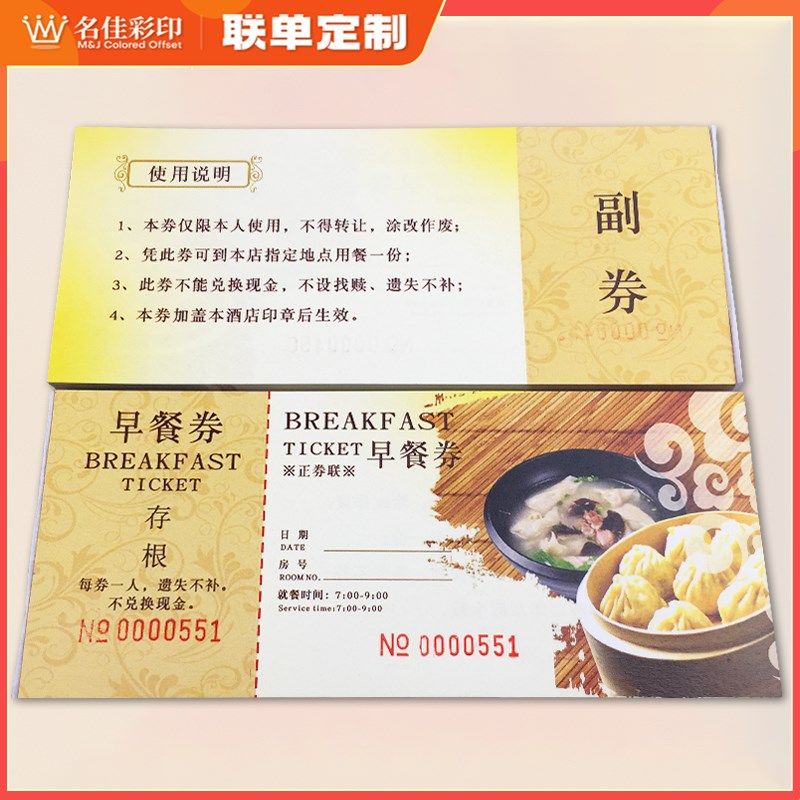 名佳彩印
M&J Colored Offset
联单定制
使用说明
1、本券仅限本人使用，不得转让，涂改作废；
2、凭此券可到本店指定地点用餐一份；
3、此券不能兑换现金，不设找赎、遗失不补；
4、本券加盖本酒店印章后生效。
副
券
早餐券
BREAKFAST
TICKET
存
根
每券一人，遗失不补。
不兑换现金。
№ 0000551
BREAKFAST
TICKET 早餐券
※正券联※
日 期
DATE
房 号
ROOM NO.
就餐时间：7:00-9:00
Service time:7:00-9:00
№ 0000551